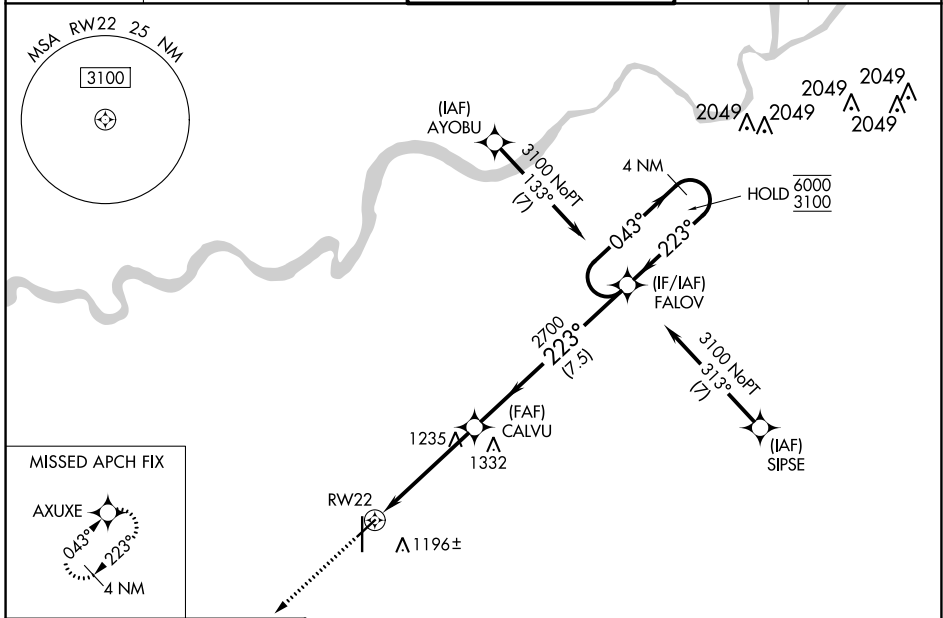 MSA RW22 25 NM
3100
(IAF)
AYOBU
3100 NoPT
133°
(7)
2049
2049
2049
2049
2049
4 NM
HOLD 6000
3100
043°
223°
(IF/IAF)
FALOV
2700
223°
(7.5)
3100 NoPT
313°
(7)
(IAF)
SIPSE
(FAF)
CALVU
1235
1332
RW22
1196±
MISSED APCH FIX
AXUXE
043°
223°
4 NM